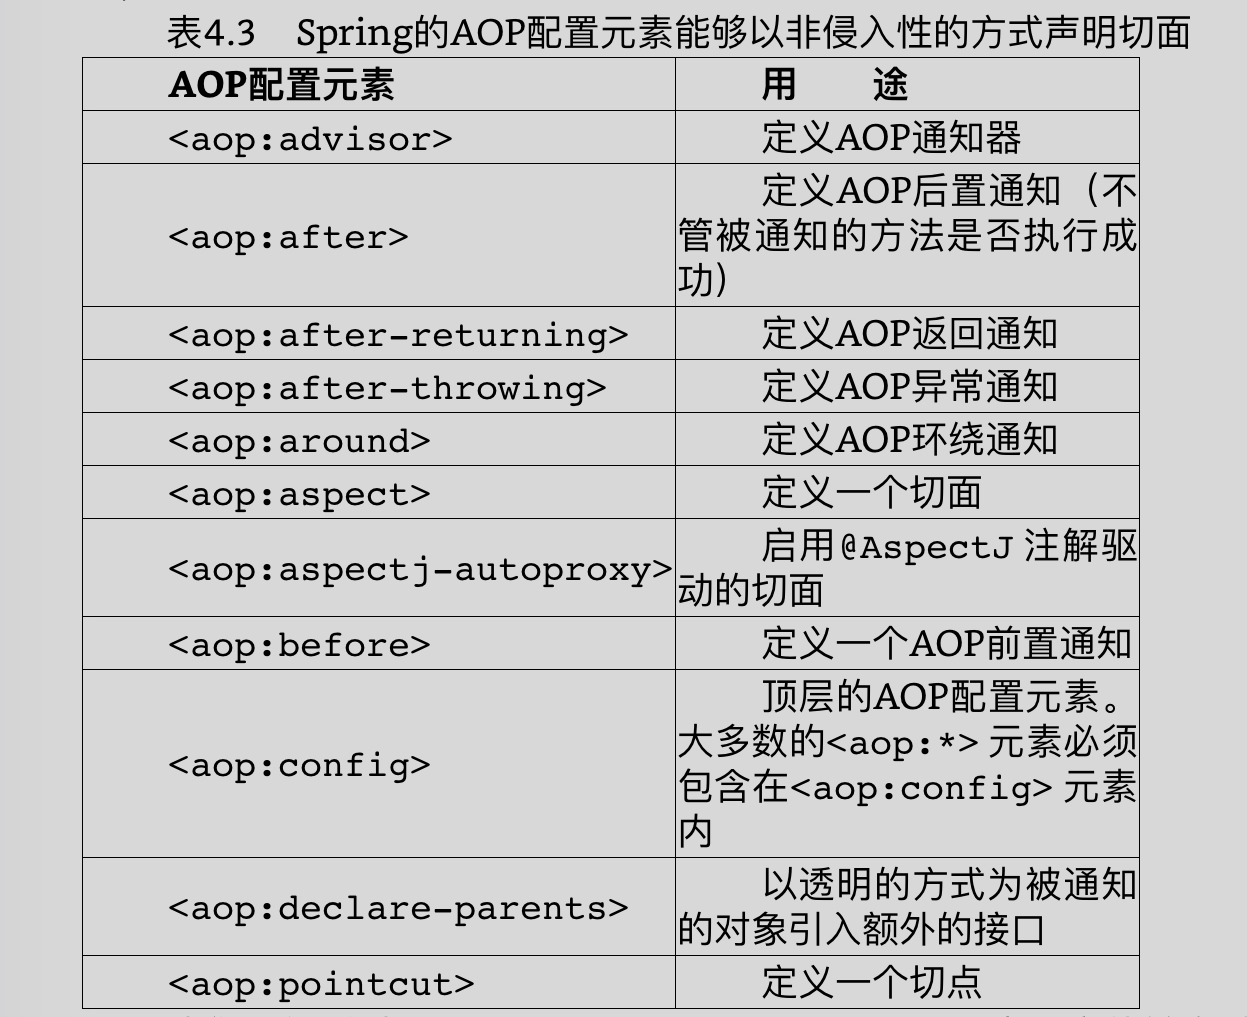 表4.3 Spring的AOP配置元素能够以非侵入性的方式声明切面
AOP配置元素 用 途
<aop:advisor> 定义AOP通知器
<aop:after> 定义AOP后置通知（不
管被通知的方法是否执行成
功）
<aop:after-returning> 定义AOP返回通知
<aop:after-throwing> 定义AOP异常通知
<aop:around> 定义AOP环绕通知
<aop:aspect> 定义一个切面
<aop:aspectj-autoproxy> 启用@AspectJ 注解驱
动的切面
<aop:before> 定义一个AOP前置通知
<aop:config> 顶层的AOP配置元素。
大多数的<aop:*> 元素必须
包含在<aop:config> 元素
内
<aop:declare-parents> 以透明的方式为被通知
的对象引入额外的接口
<aop:pointcut> 定义一个切点